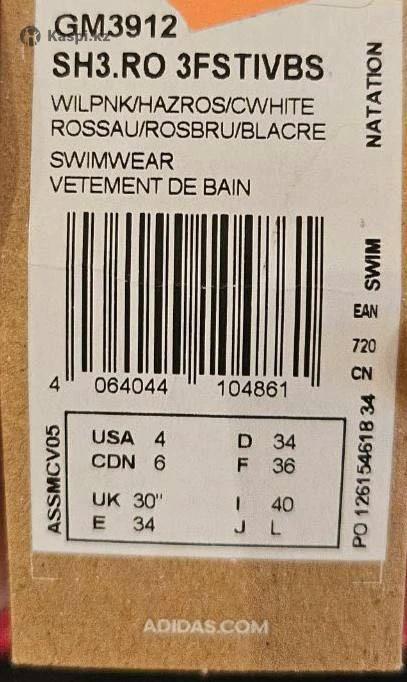 GM3912
Kaspi.kz
SH3.RO 3FSTIVBS
WILPNK/HAZROS/CWHITE
ROSSAU/ROSBRU/BLACRE
SWIMWEAR
VETEMENT DE BAIN
NATATION
SWIM
EAN
720
CN
PO 126154618 34
4 064044 104861
ASSMCV05
USA 4 D 34
CDN 6 F 36
UK 30" I 40
E 34 J L
ADIDAS.COM